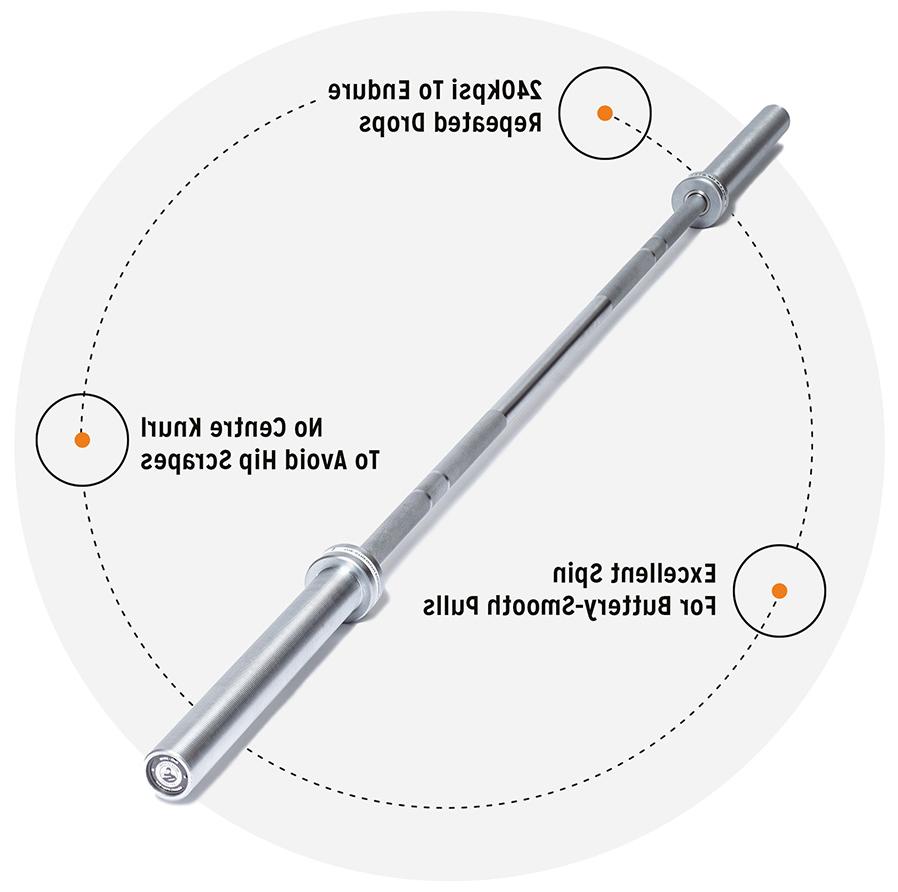 240kpsi To Endure
Repeated Drops
No Centre Knurl
To Avoid Hip Scrapes
Excellent Spin
For Buttery-Smooth Pulls